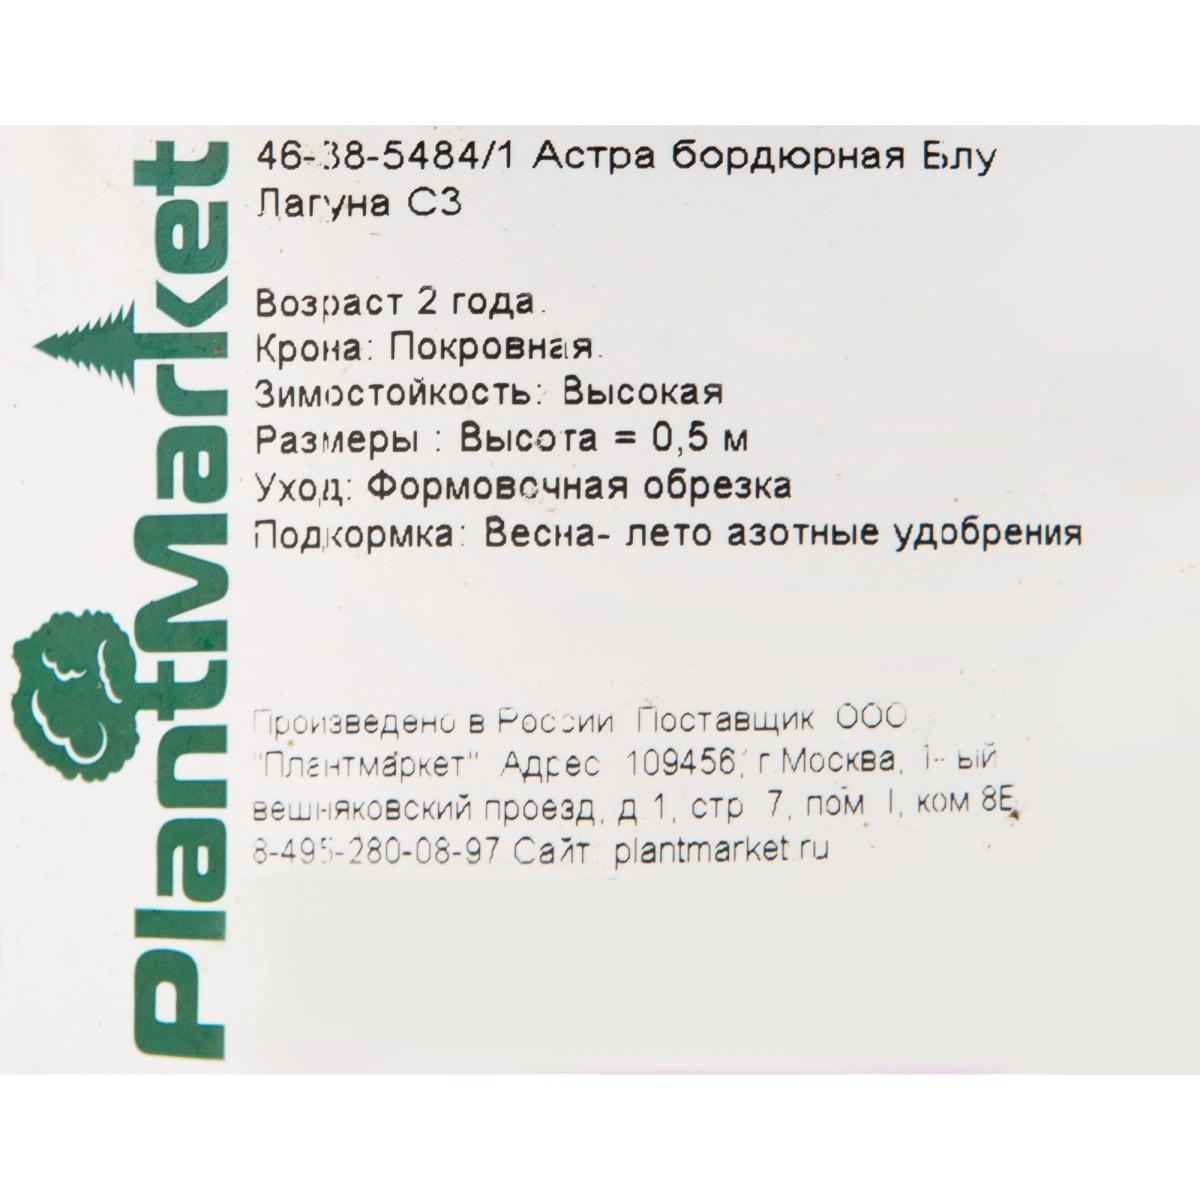 PlantMarket
46-38-5484/1 Астра бордюрная Блу
Лагуна С3
Возраст 2 года.
Крона: Покровная.
Зимостойкость: Высокая
Размеры : Высота = 0,5 м
Уход: Формовочная обрезка
Подкормка: Весна- лето азотные удобрения
Произведено в России Поставщик ООО
"Плантмаркет" Адрес 109456, г.Москва, 1- ый
вешняковский проезд, д.1, стр. 7, пом. I, ком 8Е,
8-495-280-08-97 Сайт: plantmarket.ru